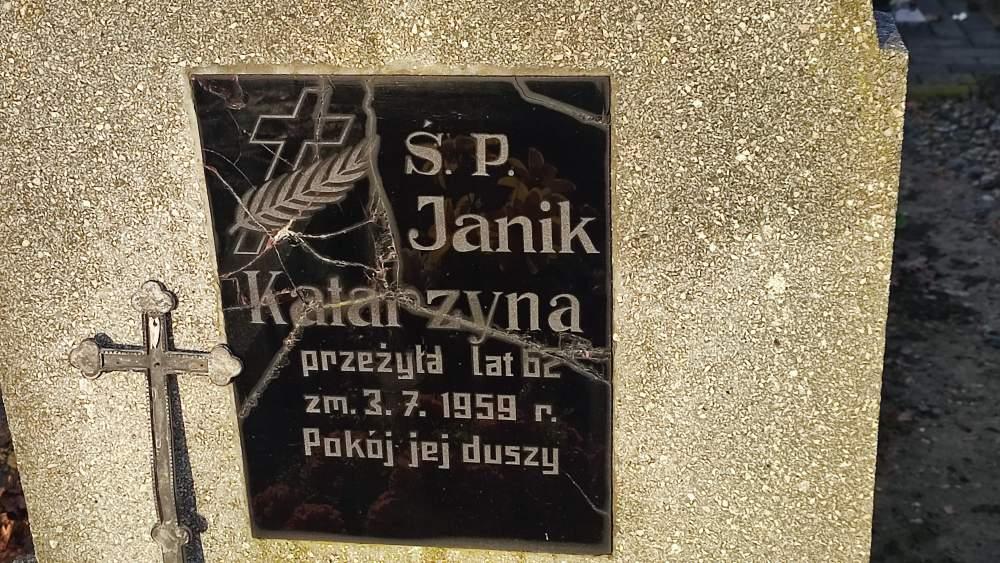 Ś. P.
Janik
Katarzyna
przeżyła lat 62
zm. 3. 7. 1959 r.
Pokój jej duszy